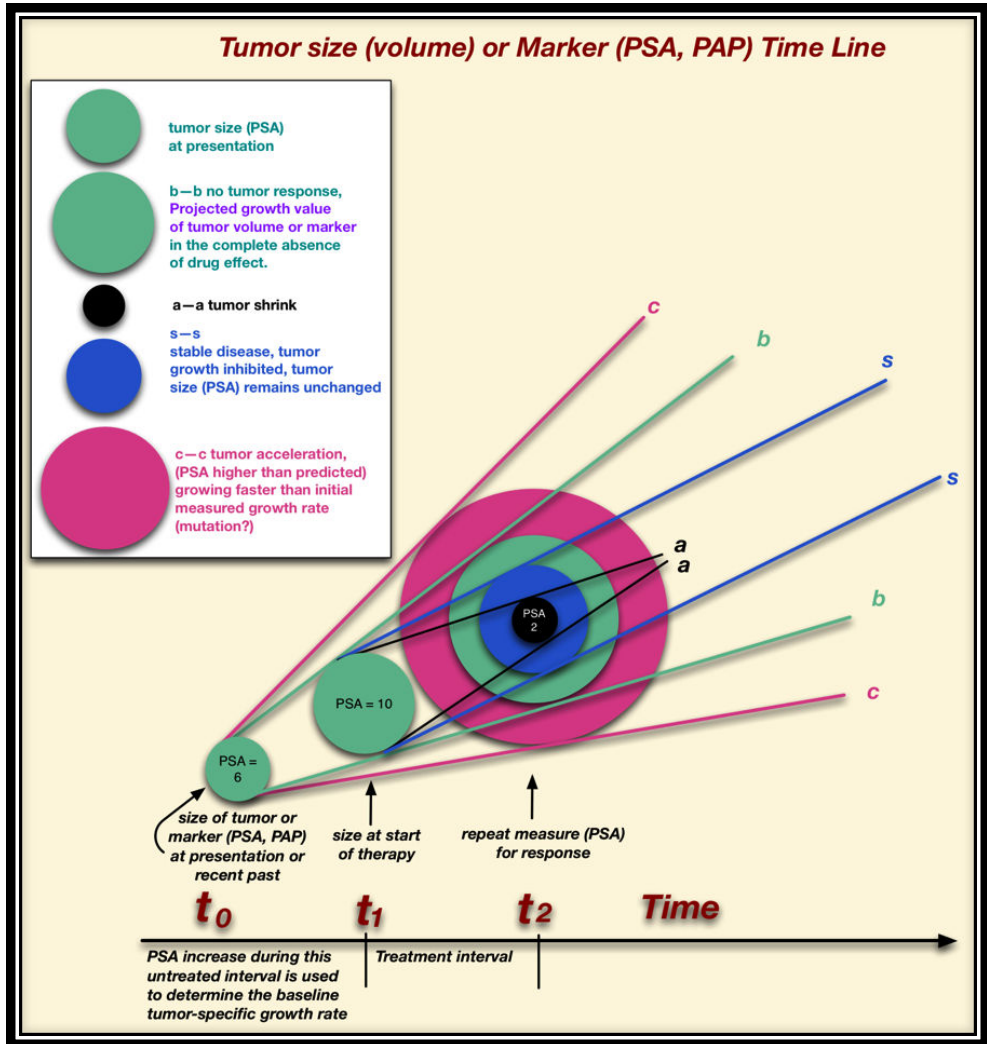 Tumor size (volume) or Marker (PSA, PAP) Time Line
tumor size (PSA)
at presentation
b—b no tumor response,
Projected growth value
of tumor volume or marker
in the complete absence
of drug effect.
a—a tumor shrink
s—s
stable disease, tumor
growth inhibited, tumor
size (PSA) remains unchanged
c—c tumor acceleration,
(PSA higher than predicted)
growing faster than initial
measured growth rate
(mutation?)
c
b
s
s
a
a
b
c
PSA
2
PSA = 10
PSA =
6
size of tumor or
marker (PSA, PAP)
at presentation or
recent past
size at start
of therapy
repeat measure (PSA)
for response
t0
t1
t2
Time
PSA increase during this
untreated interval is used
to determine the baseline
tumor-specific growth rate
Treatment interval